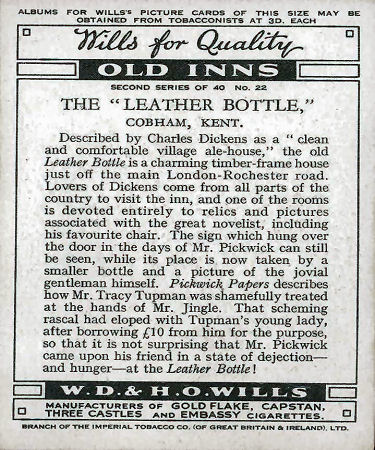 ALBUMS FOR WILLS'S PICTURE CARDS OF THIS SIZE MAY BE
OBTAINED FROM TOBACCONISTS AT 3D. EACH
Wills for Quality
OLD INNS
SECOND SERIES OF 40 No. 22
THE "LEATHER BOTTLE,"
COBHAM, KENT.
Described by Charles Dickens as a "clean
and comfortable village ale-house," the old
Leather Bottle is a charming timber-frame house
just off the main London-Rochester road.
Lovers of Dickens come from all parts of the
country to visit the inn, and one of the rooms
is devoted entirely to relics and pictures
associated with the great novelist, including
his favourite chair. The sign which hung over
the door in the days of Mr. Pickwick can still
be seen, while its place is now taken by a
smaller bottle and a picture of the jovial
gentleman himself. Pickwick Papers describes
how Mr. Tracy Tupman was shamefully treated
at the hands of Mr. Jingle. That scheming
rascal had eloped with Tupman's young lady,
after borrowing £10 from him for the purpose,
so that it is not surprising that Mr. Pickwick
came upon his friend in a state of dejection—
and hunger—at the Leather Bottle!
W.D. & H.O. WILLS
MANUFACTURERS OF GOLD FLAKE, CAPSTAN,
THREE CASTLES AND EMBASSY CIGARETTES.
BRANCH OF THE IMPERIAL TOBACCO CO. (OF GREAT BRITAIN & IRELAND), LTD.